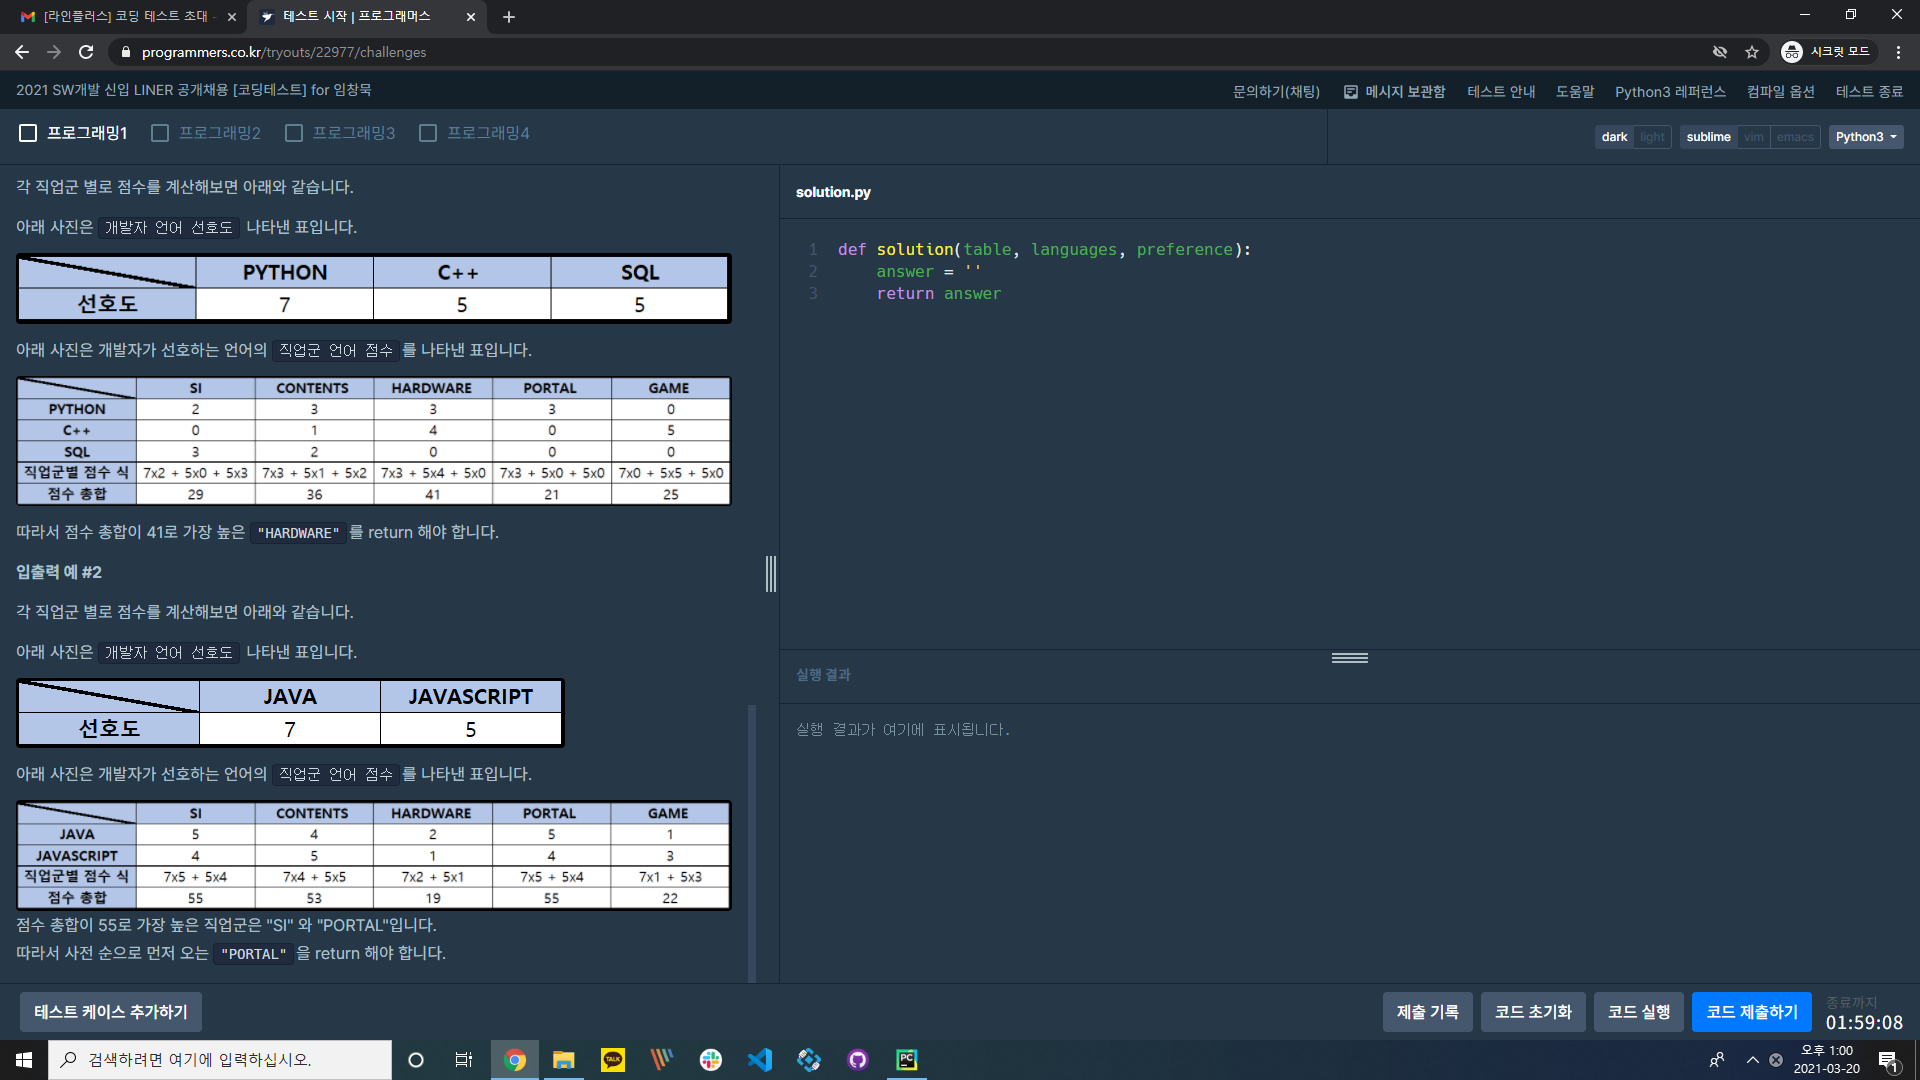 [라인플러스] 코딩 테스트 초대 -
테스트 시작 | 프로그래머스
programmers.co.kr/tryouts/22977/challenges
시크릿 모드
2021 SW개발 신입 LINER 공개채용 [코딩테스트] for 임창묵
문의하기(채팅) 메시지 보관함 테스트 안내 도움말 Python3 레퍼런스 컴파일 옵션 테스트 종료
프로그래밍1 프로그래밍2 프로그래밍3 프로그래밍4
dark light sublime vim emacs Python3
각 직업군 별로 점수를 계산해보면 아래와 같습니다.
아래 사진은 개발자 언어 선호도 나타낸 표입니다.
PYTHON C++ SQL
선호도 7 5 5
아래 사진은 개발자가 선호하는 언어의 직업군 언어 점수 를 나타낸 표입니다.
SI CONTENTS HARDWARE PORTAL GAME
PYTHON 2 3 3 3 0
C++ 0 1 4 0 5
SQL 3 2 0 0 0
직업군별 점수 식 7x2 + 5x0 + 5x3 7x3 + 5x1 + 5x2 7x3 + 5x4 + 5x0 7x3 + 5x0 + 5x0 7x0 + 5x5 + 5x0
점수 총합 29 36 41 21 25
따라서 점수 총합이 41로 가장 높은 "HARDWARE" 를 return 해야 합니다.
입출력 예 #2
각 직업군 별로 점수를 계산해보면 아래와 같습니다.
아래 사진은 개발자 언어 선호도 나타낸 표입니다.
JAVA JAVASCRIPT
선호도 7 5
아래 사진은 개발자가 선호하는 언어의 직업군 언어 점수 를 나타낸 표입니다.
SI CONTENTS HARDWARE PORTAL GAME
JAVA 5 4 2 5 1
JAVASCRIPT 4 5 1 4 3
직업군별 점수 식 7x5 + 5x4 7x4 + 5x5 7x2 + 5x1 7x5 + 5x4 7x1 + 5x3
점수 총합 55 53 19 55 22
점수 총합이 55로 가장 높은 직업군은 "SI" 와 "PORTAL"입니다.
따라서 사전 순으로 먼저 오는 "PORTAL" 을 return 해야 합니다.
solution.py
1 def solution(table, languages, preference):
2 answer = ''
3 return answer
실행 결과
실행 결과가 여기에 표시됩니다.
테스트 케이스 추가하기
제출 기록 코드 초기화 코드 실행 코드 제출하기
종료까지
01:59:08
검색하려면 여기에 입력하십시오.
TALK
PC
오후 1:00
2021-03-20
1